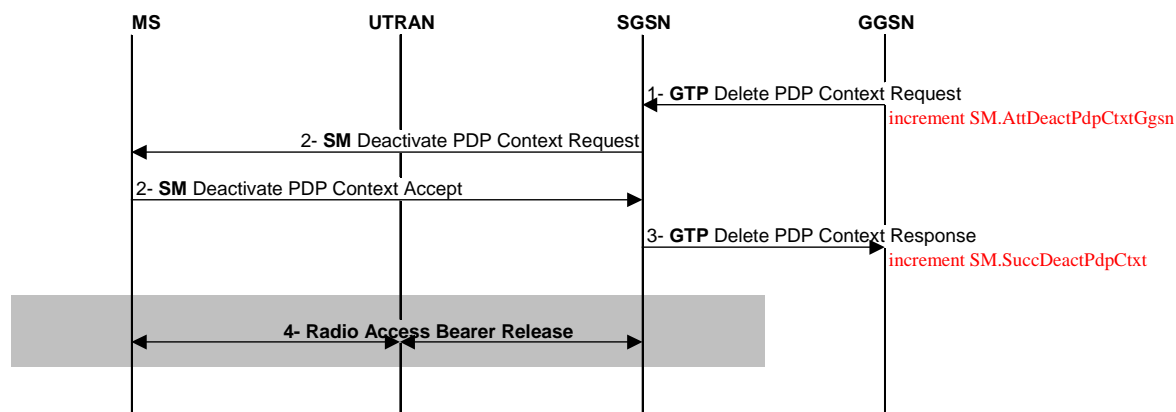 MS UTRAN SGSN GGSN
1- GTP Delete PDP Context Request
increment SM.AttDeactPdpCtxtGgsn
2- SM Deactivate PDP Context Request
2- SM Deactivate PDP Context Accept
3- GTP Delete PDP Context Response
increment SM.SuccDeactPdpCtxt
4- Radio Access Bearer Release